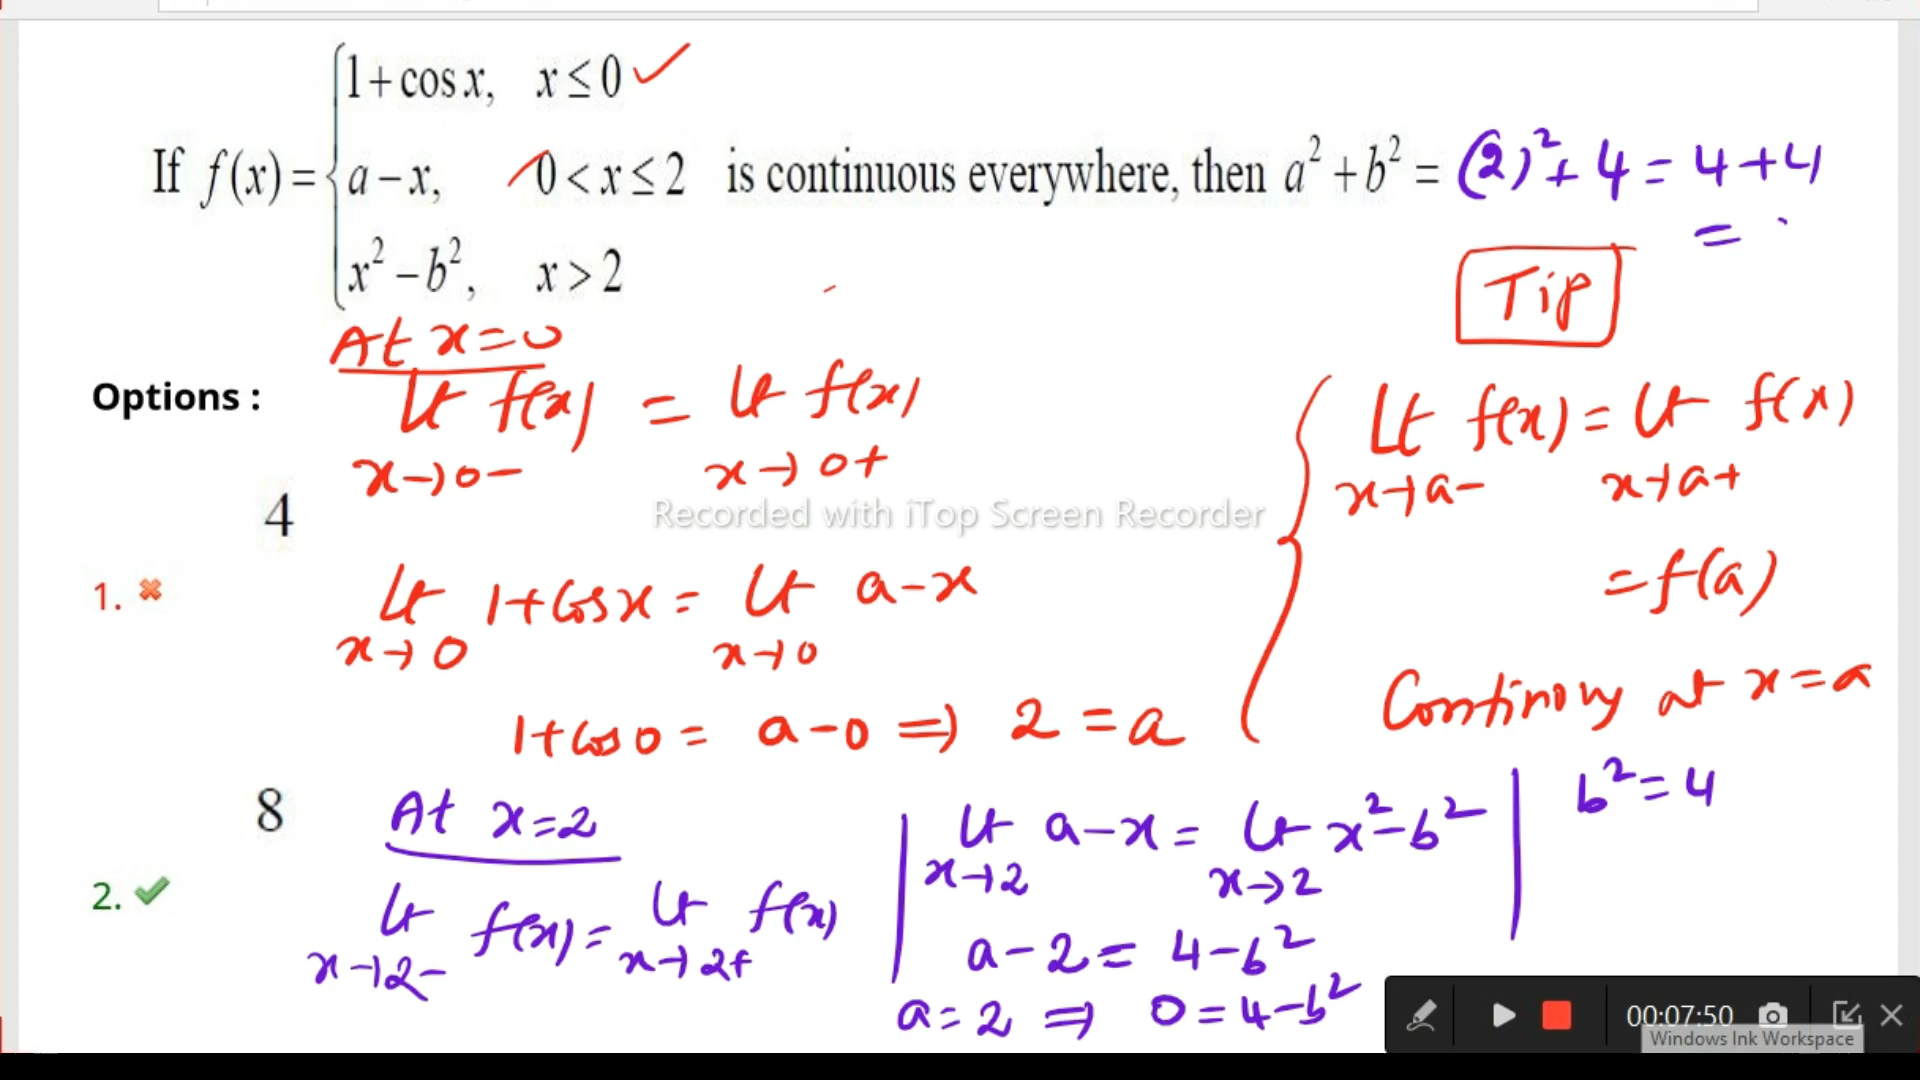 f(x) = { 1 + cos x, x ≤ 0
If f(x) = { a − x, 0 < x ≤ 2 is continuous everywhere, then a² + b² = (2)² + 4 = 4 + 4
x² − b², x > 2
=
Tip
At x = 0
Options :
Lt f(x) = Lt f(x)
x→0− x→0+
Lt f(x) = Lt f(x)
x→a− x→a+
= f(a)
Continuous at x = a
4
Recorded with iTop Screen Recorder
1.
Lt 1 + Cos x = Lt a − x
x→0 x→0
1 + Cos 0 = a − 0 ⇒ 2 = a
8
2.
At x = 2
Lt f(x) = Lt f(x)
x→2− x→2+
Lt a − x = Lt x² − b²
x→2 x→2
a − 2 = 4 − b²
a = 2 ⇒ 0 = 4 − b²
b² = 4
00:07:50
Windows Ink Workspace